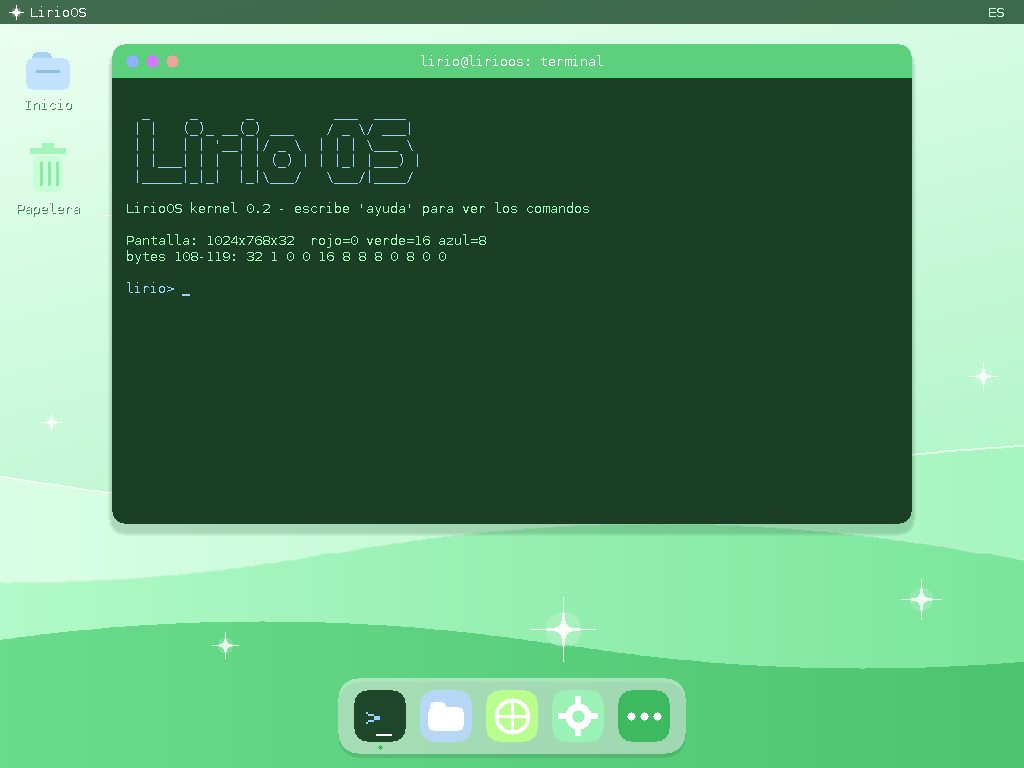 LirioOS
ES
lirio@lirioos: terminal
Inicio
Papelera
Lirio OS
LirioOS kernel 0.2 - escribe 'ayuda' para ver los comandos
Pantalla: 1024x768x32  rojo=0 verde=16 azul=8
bytes 108-119: 32 1 0 0 16 8 8 8 0 8 0 0
lirio> _
>_